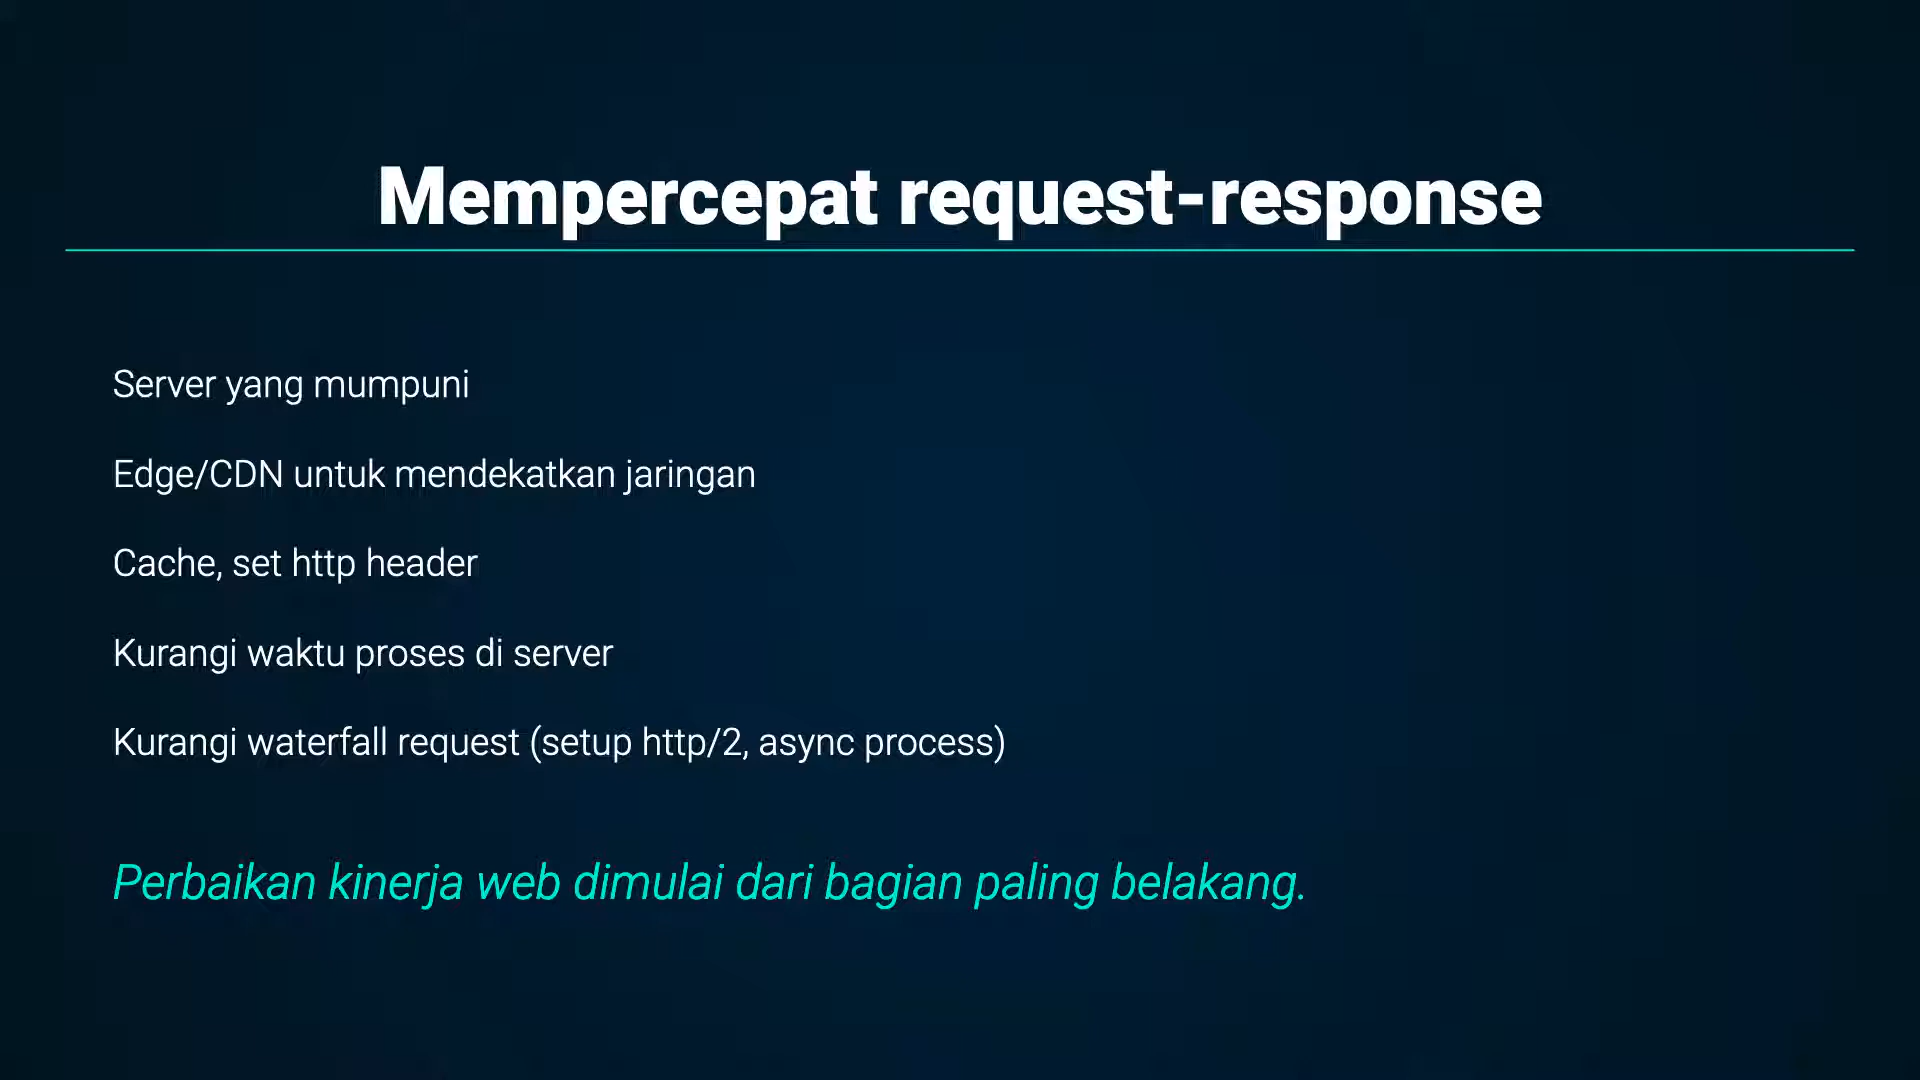 Mempercepat request-response
Server yang mumpuni
Edge/CDN untuk mendekatkan jaringan
Cache, set http header
Kurangi waktu proses di server
Kurangi waterfall request (setup http/2, async process)
Perbaikan kinerja web dimulai dari bagian paling belakang.